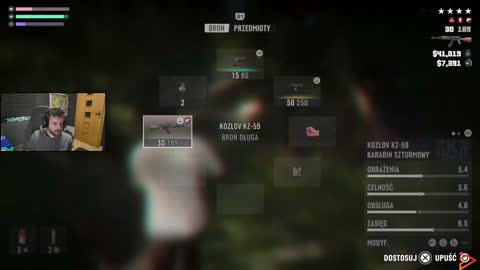 BROŃ PRZEDMIOTY
30 189
$41,019
$7,391
15 85
2
50 250
30 189
KOZLOV KZ-59
BROŃ DŁUGA
KOZLOV KZ-59
KARABIN SZTURMOWY
OBRAŻENIA 5.4
CELNOŚĆ 5.6
OBSŁUGA 4.8
ZASIĘG 6.5
MODYF.
3
DOSTOSUJ UPUŚĆ